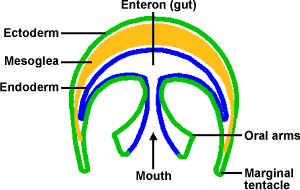 Enteron (gut)
Ectoderm
Mesoglea
Endoderm
Oral arms
Mouth
Marginal
tentacle